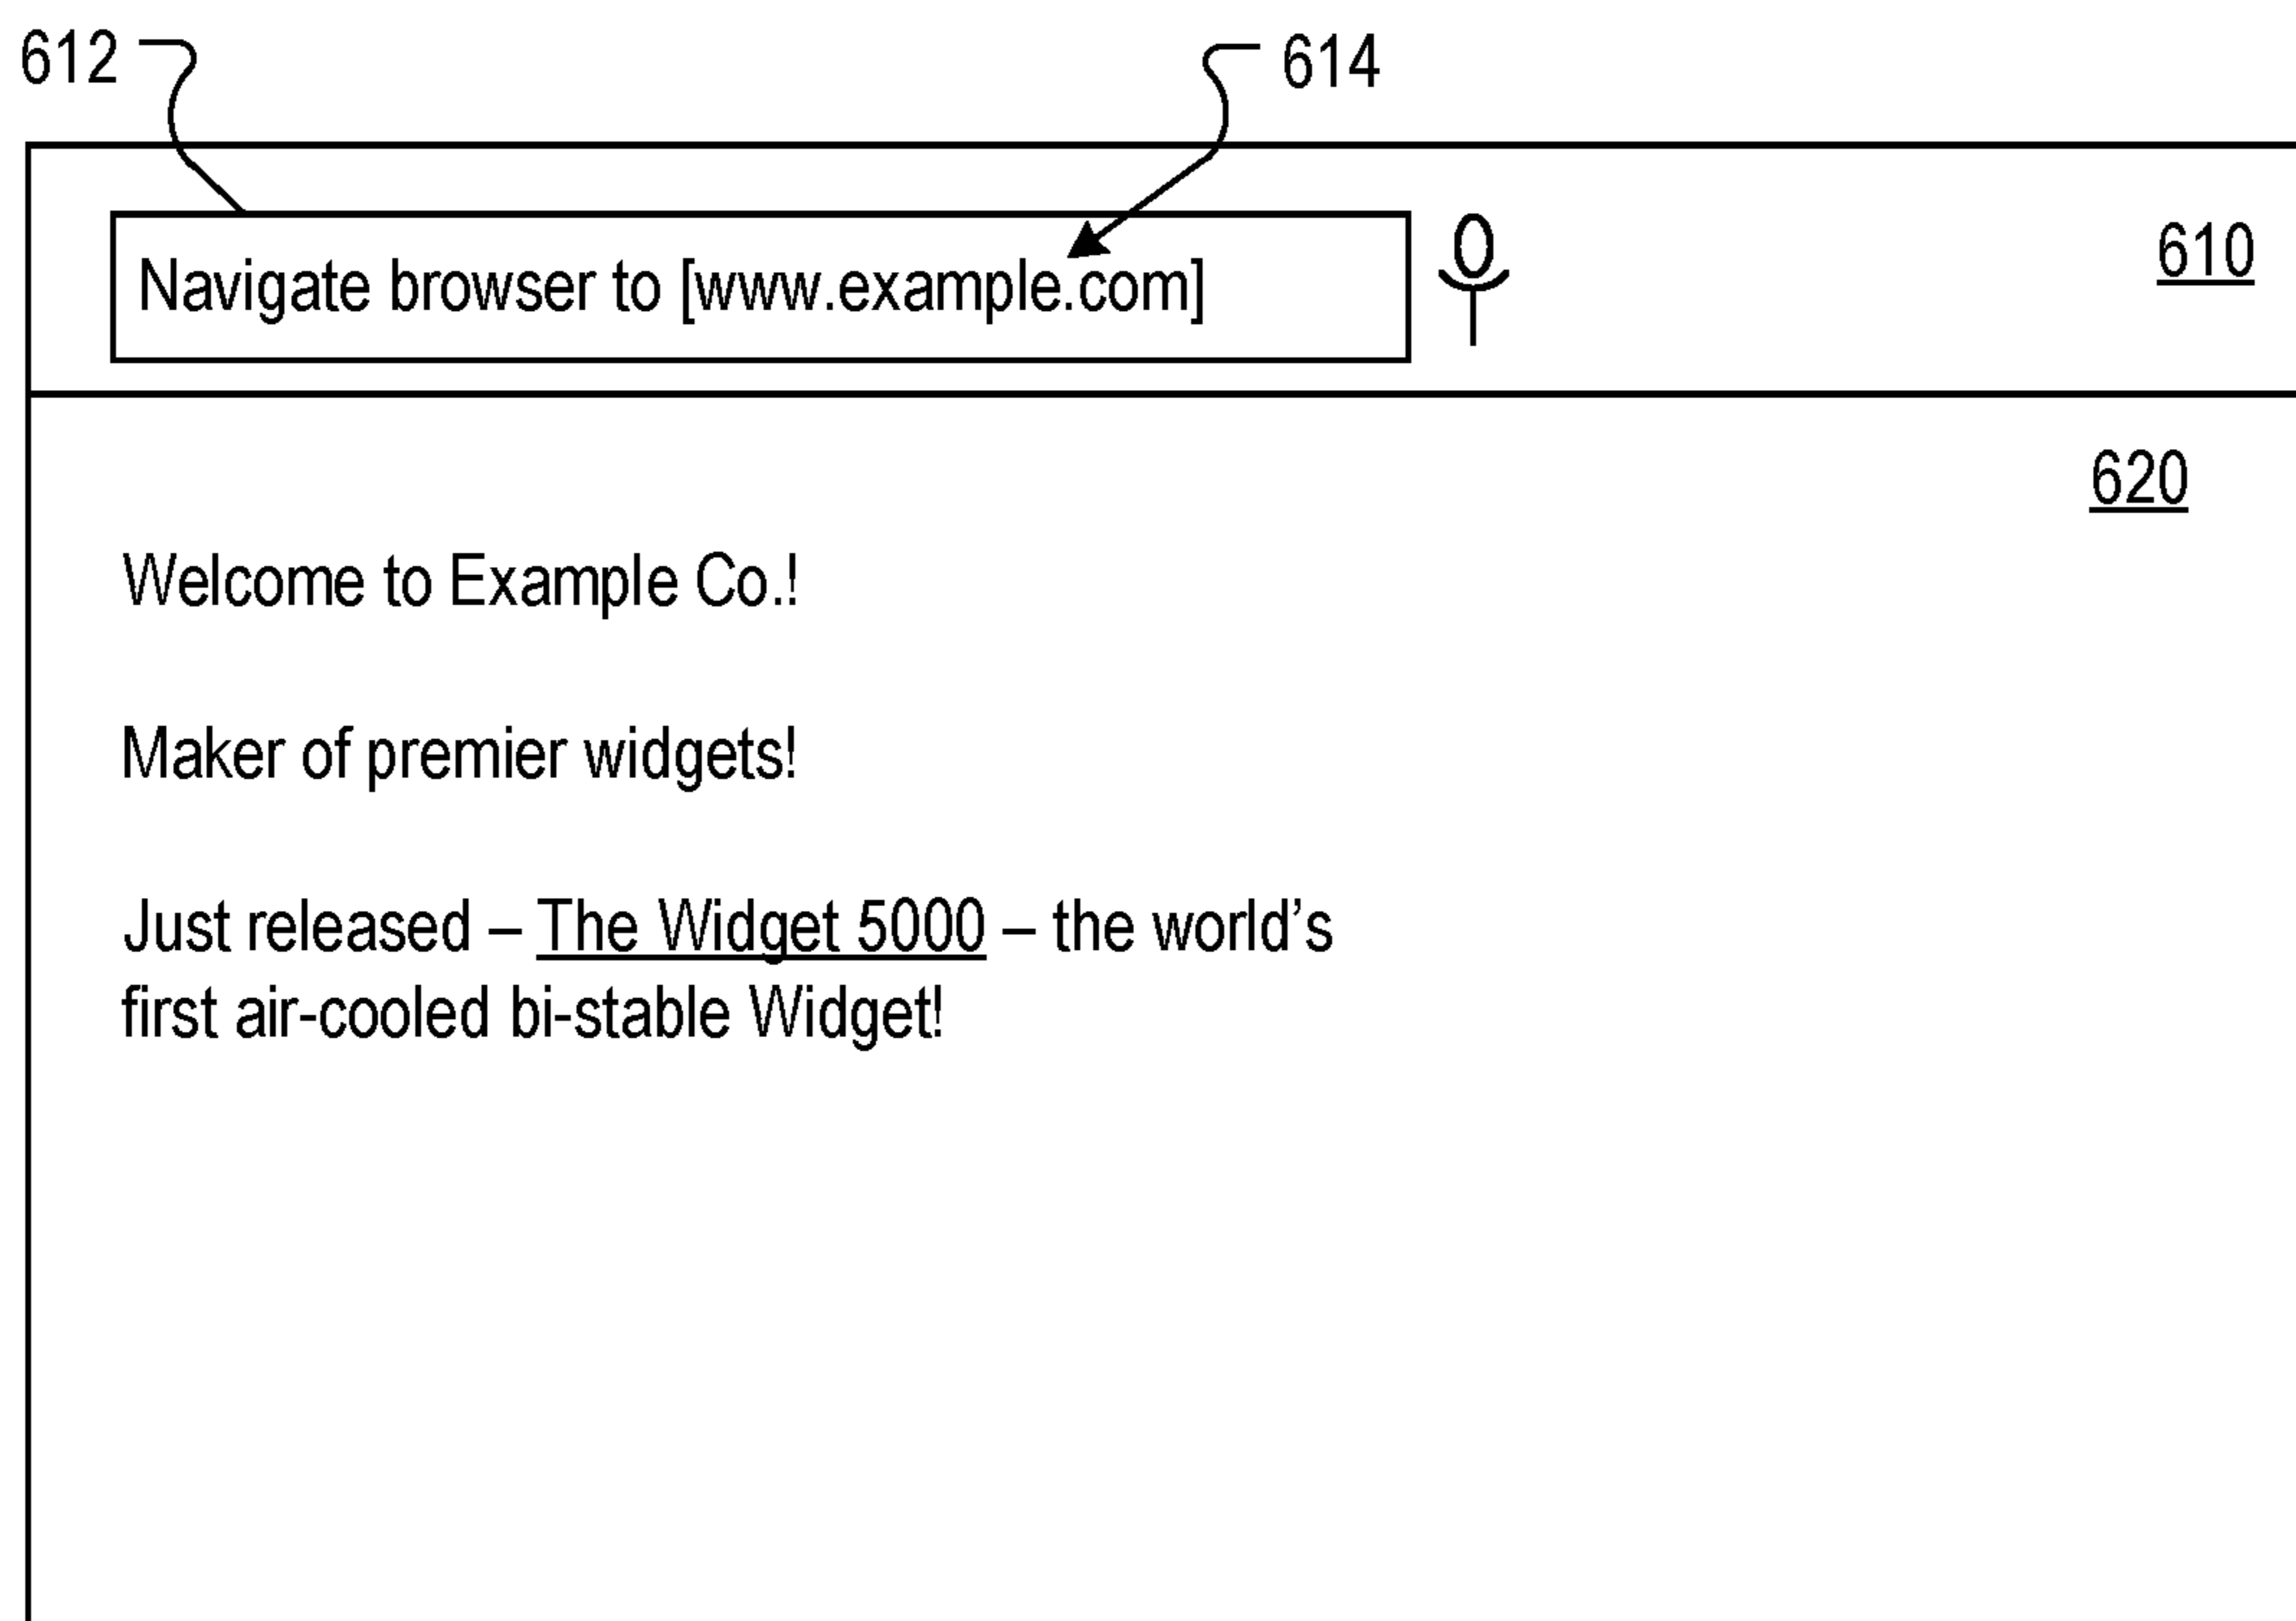 612
614
Navigate browser to [www.example.com]
610
620
Welcome to Example Co.!
Maker of premier widgets!
Just released – The Widget 5000 – the world’s
first air-cooled bi-stable Widget!